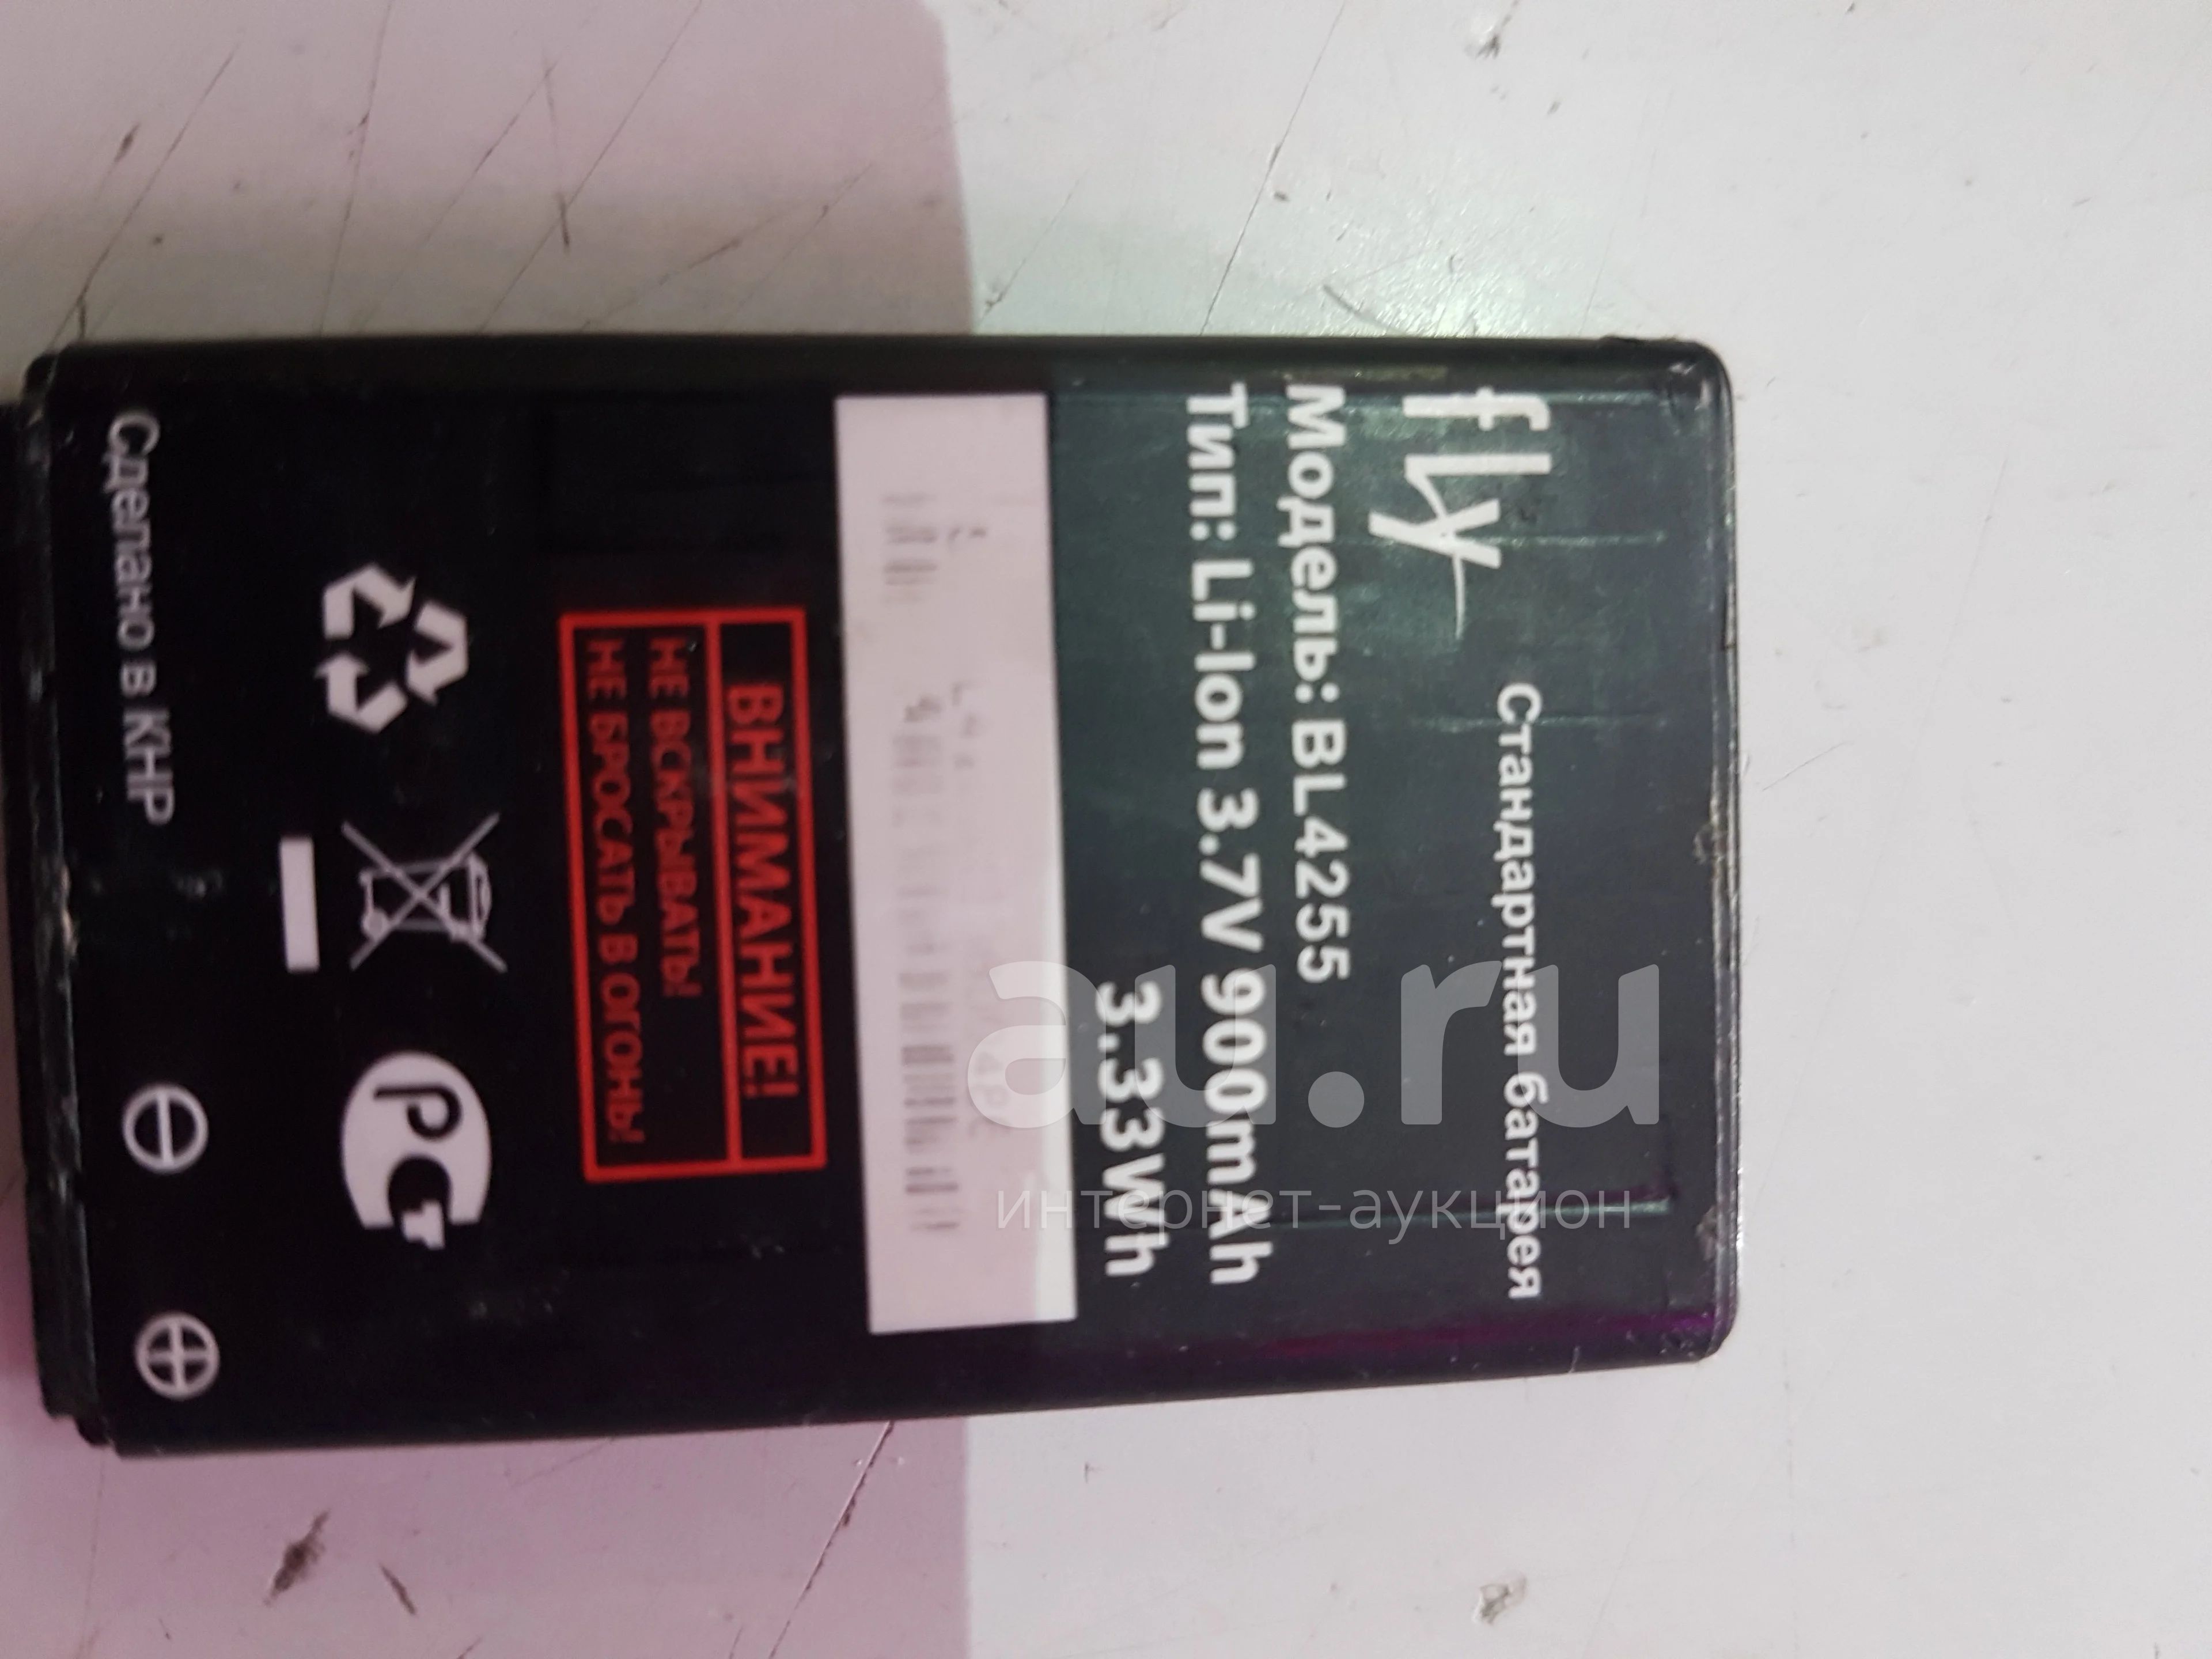 fly
Стандартная батарея
Модель: BL4255
Тип: Li-Ion 3.7V 900mAh
3.33Wh
ВНИМАНИЕ!
НЕ ВСКРЫВАТЬ!
НЕ БРОСАТЬ В ОГОНЬ!
РСТ
Сделано в КНР
au.ru
интернет-аукцион